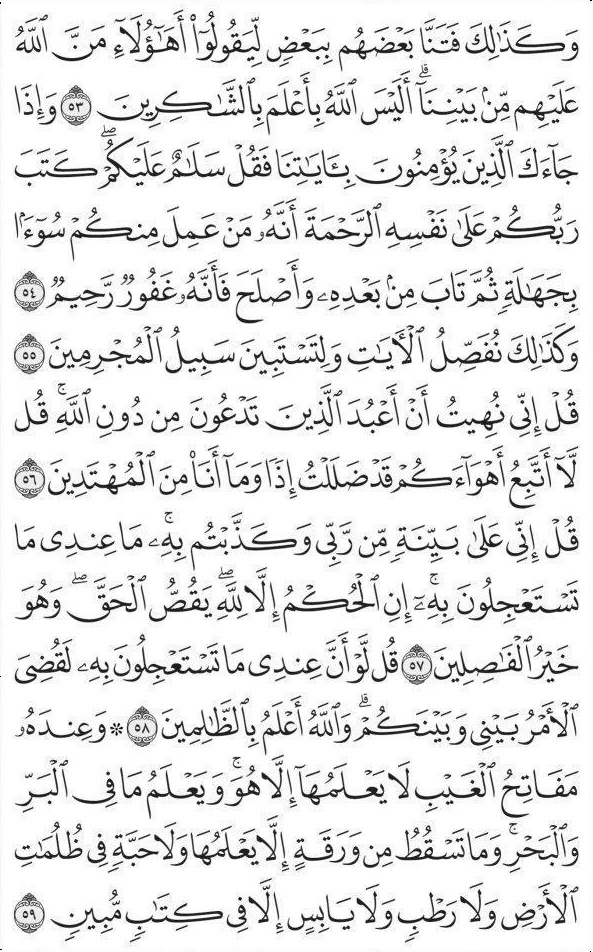 وَكَذَٰلِكَ فَتَنَّا بَعْضَهُم بِبَعْضٍ لِّيَقُولُوٓا۟ أَهَٰٓؤُلَآءِ مَنَّ ٱللَّهُ
عَلَيْهِم مِّنۢ بَيْنِنَآ ۗ أَلَيْسَ ٱللَّهُ بِأَعْلَمَ بِٱلشَّٰكِرِينَ ٥٣ وَإِذَا
جَآءَكَ ٱلَّذِينَ يُؤْمِنُونَ بِـَٔايَٰتِنَا فَقُلْ سَلَٰمٌ عَلَيْكُمْ ۖ كَتَبَ
رَبُّكُمْ عَلَىٰ نَفْسِهِ ٱلرَّحْمَةَ أَنَّهُۥ مَنْ عَمِلَ مِنكُمْ سُوٓءًۢا
بِجَهَٰلَةٍ ثُمَّ تَابَ مِنۢ بَعْدِهِۦ وَأَصْلَحَ فَأَنَّهُۥ غَفُورٌ رَّحِيمٌ ٥٤
وَكَذَٰلِكَ نُفَصِّلُ ٱلْـَٔايَٰتِ وَلِتَسْتَبِينَ سَبِيلُ ٱلْمُجْرِمِينَ ٥٥
قُلْ إِنِّى نُهِيتُ أَنْ أَعْبُدَ ٱلَّذِينَ تَدْعُونَ مِن دُونِ ٱللَّهِ ۚ قُل
لَّآ أَتَّبِعُ أَهْوَآءَكُمْ قَدْ ضَلَلْتُ إِذًا وَمَآ أَنَا۠ مِنَ ٱلْمُهْتَدِينَ ٥٦
قُلْ إِنِّى عَلَىٰ بَيِّنَةٍ مِّن رَّبِّى وَكَذَّبْتُم بِهِۦ ۚ مَا عِندِى مَا
تَسْتَعْجِلُونَ بِهِۦٓ ۚ إِنِ ٱلْحُكْمُ إِلَّا لِلَّهِ ۖ يَقُصُّ ٱلْحَقَّ ۖ وَهُوَ
خَيْرُ ٱلْفَٰصِلِينَ ٥٧ قُل لَّوْ أَنَّ عِندِى مَا تَسْتَعْجِلُونَ بِهِۦ لَقُضِىَ
ٱلْأَمْرُ بَيْنِى وَبَيْنَكُمْ ۗ وَٱللَّهُ أَعْلَمُ بِٱلظَّٰلِمِينَ ٥٨ * وَعِندَهُۥ
مَفَاتِحُ ٱلْغَيْبِ لَا يَعْلَمُهَآ إِلَّا هُوَ ۚ وَيَعْلَمُ مَا فِى ٱلْبَرِّ
وَٱلْبَحْرِ ۚ وَمَا تَسْقُطُ مِن وَرَقَةٍ إِلَّا يَعْلَمُهَا وَلَا حَبَّةٍ فِى ظُلُمَٰتِ
ٱلْأَرْضِ وَلَا رَطْبٍ وَلَا يَابِسٍ إِلَّا فِى كِتَٰبٍ مُّبِينٍ ٥٩